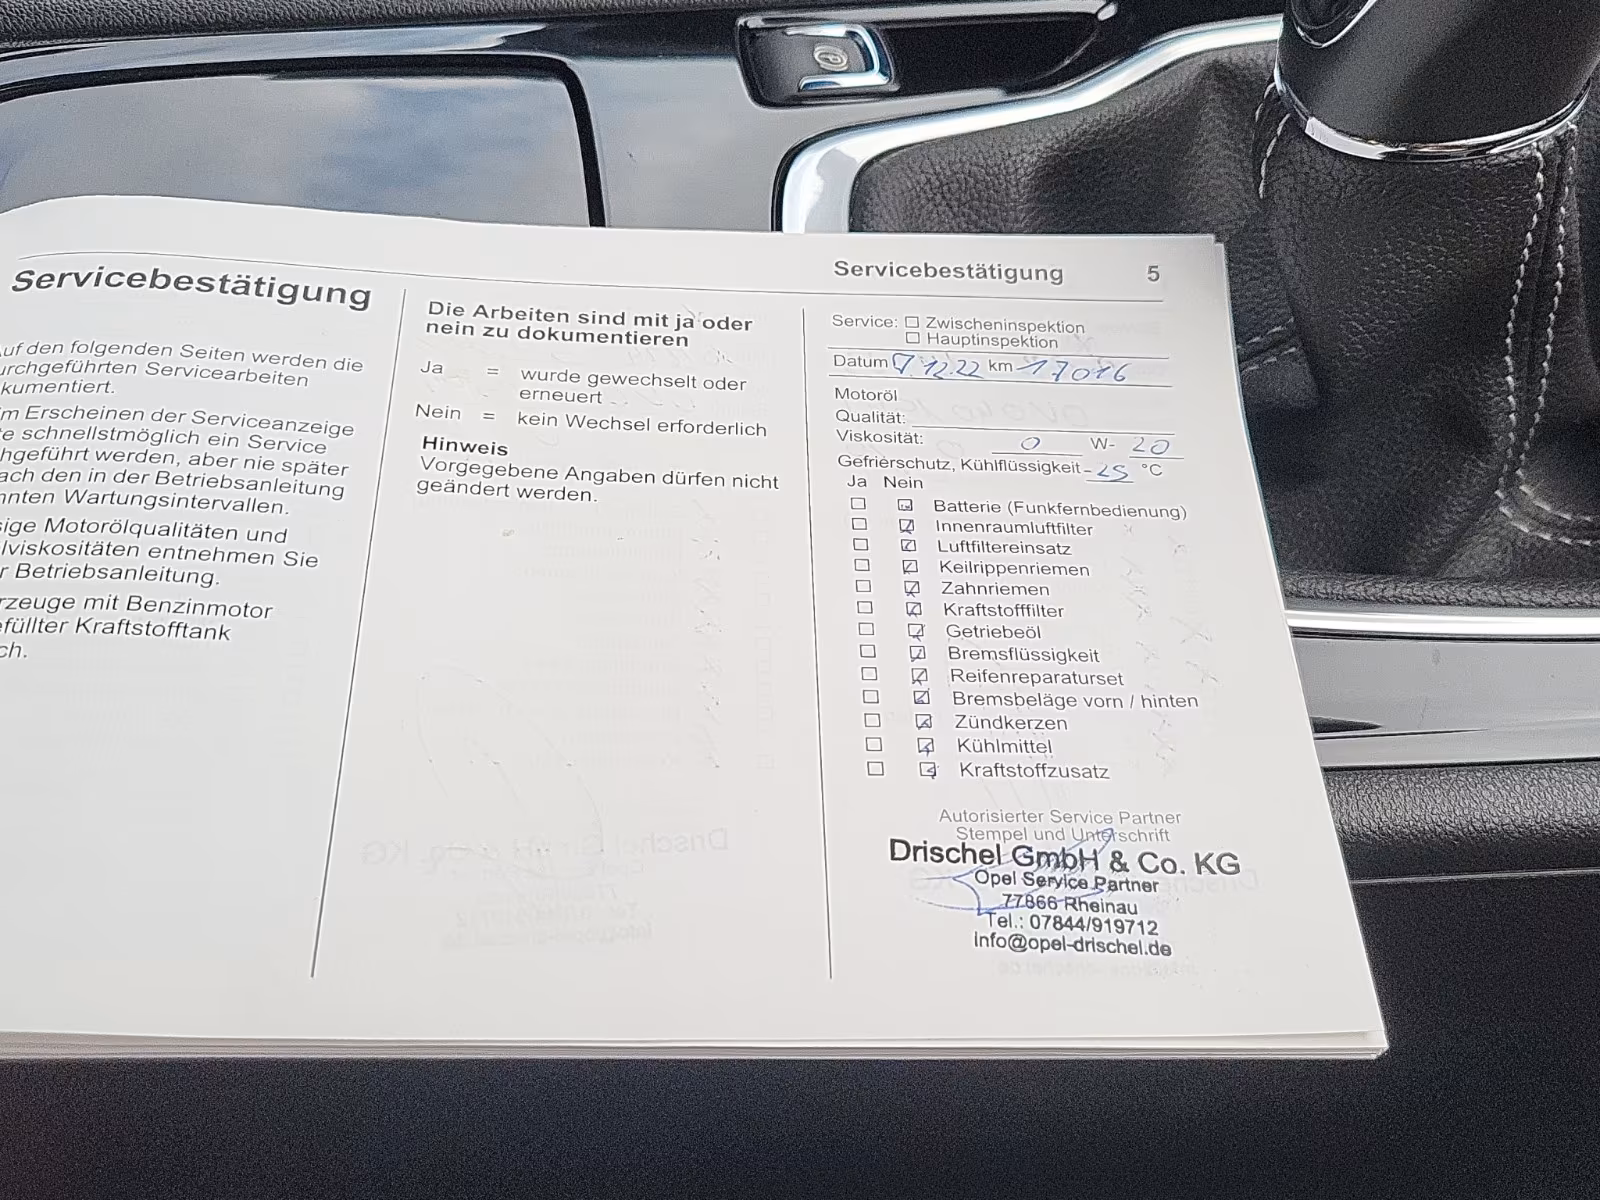 Servicebestätigung
uf den folgenden Seiten werden die
urchgeführten Servicearbeiten
kumentiert.
m Erscheinen der Serviceanzeige
te schnellstmöglich ein Service
hgeführt werden, aber nie später
ach den in der Betriebsanleitung
nnten Wartungsintervallen.
sige Motorölqualitäten und
lviskositäten entnehmen Sie
r Betriebsanleitung.
rzeuge mit Benzinmotor
efüllter Kraftstofftank
ch.
Die Arbeiten sind mit ja oder
nein zu dokumentieren
Ja = wurde gewechselt oder
erneuert
Nein = kein Wechsel erforderlich
Hinweis
Vorgegebene Angaben dürfen nicht
geändert werden.
Servicebestätigung 5
Service: ☐ Zwischeninspektion
☐ Hauptinspektion
Datum 7.12.22 km 17016
Motoröl
Qualität:
Viskosität: 0 W- 20
Gefrierschutz, Kühlflüssigkeit -25 °C
Ja Nein
☐ ☑ Batterie (Funkfernbedienung)
☐ ☑ Innenraumluftfilter
☐ ☑ Luftfiltereinsatz
☐ ☑ Keilrippenriemen
☐ ☑ Zahnriemen
☐ ☑ Kraftstofffilter
☐ ☑ Getriebeöl
☐ ☑ Bremsflüssigkeit
☐ ☑ Reifenreparaturset
☐ ☑ Bremsbeläge vorn / hinten
☐ ☑ Zündkerzen
☐ ☑ Kühlmittel
☐ ☑ Kraftstoffzusatz
Autorisierter Service Partner
Stempel und Unterschrift
Drischel GmbH & Co. KG
Opel Service Partner
77866 Rheinau
Tel.: 07844/919712
info@opel-drischel.de